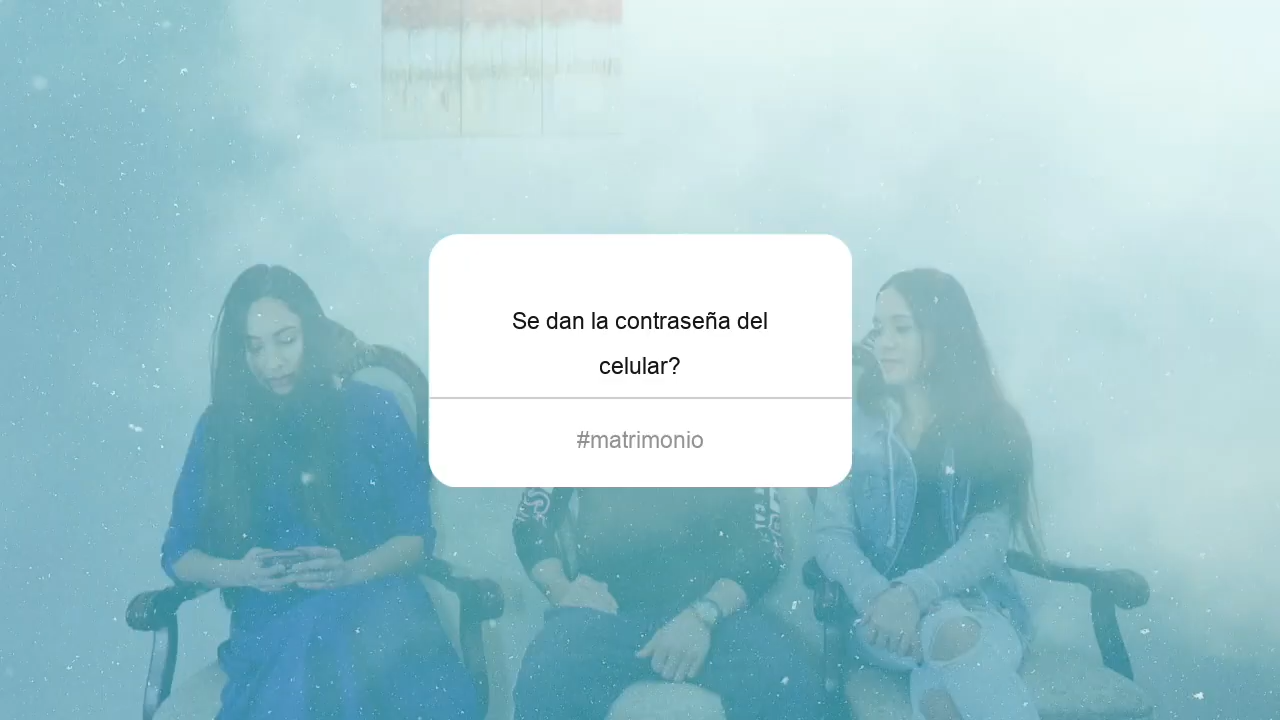 Se dan la contraseña del
celular?
#matrimonio